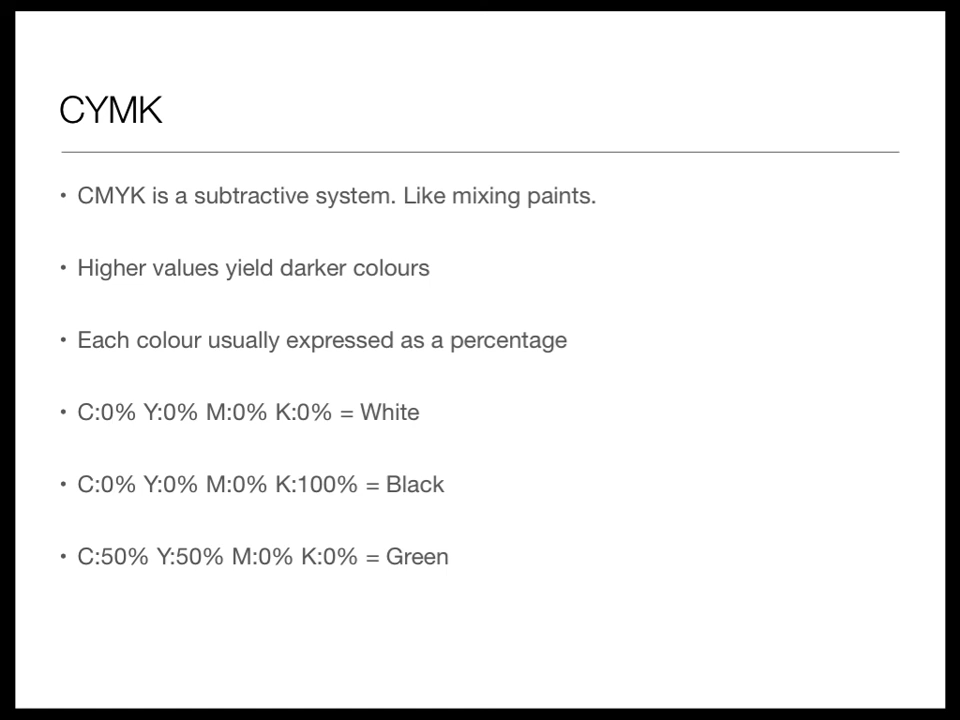 CYMK
• CMYK is a subtractive system. Like mixing paints.
• Higher values yield darker colours
• Each colour usually expressed as a percentage
• C:0% Y:0% M:0% K:0% = White
• C:0% Y:0% M:0% K:100% = Black
• C:50% Y:50% M:0% K:0% = Green